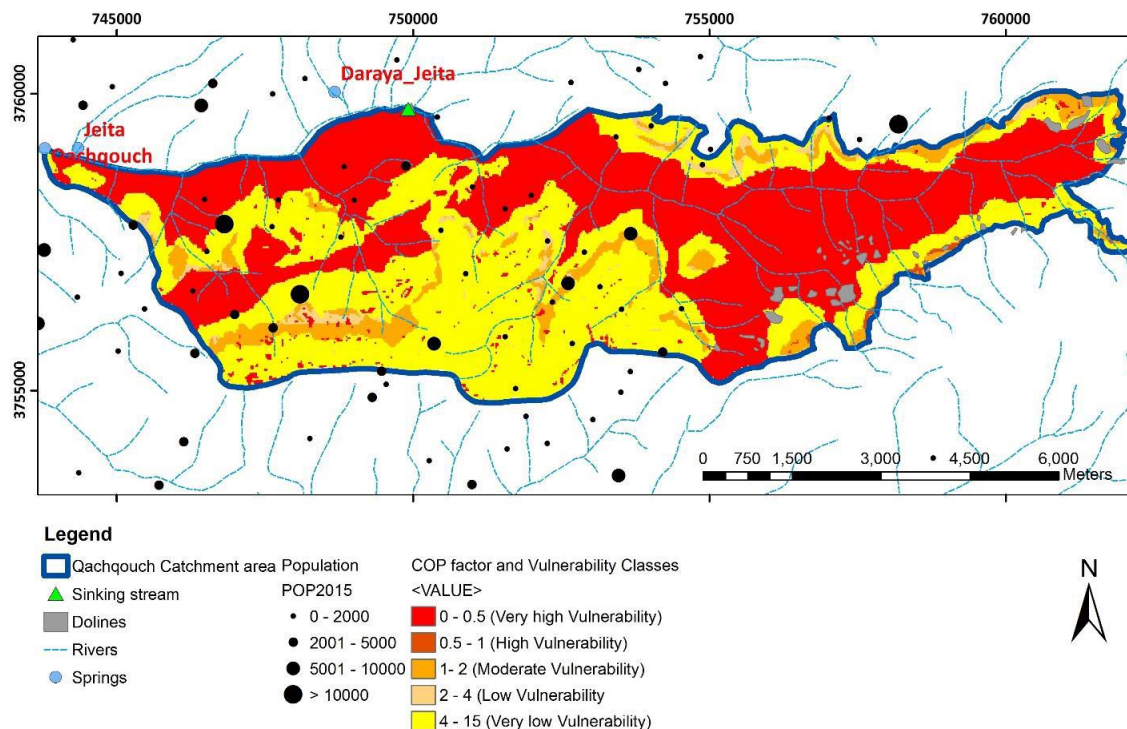 745000 750000 755000 760000
3760000
3755000
Daraya_Jeita
Jeita
Qachqouch
0 750 1,500 3,000 4,500 6,000
Meters
Legend
Qachqouch Catchment area
Sinking stream
Dolines
Rivers
Springs
Population
POP2015
0 - 2000
2001 - 5000
5001 - 10000
> 10000
COP factor and Vulnerability Classes
<VALUE>
0 - 0.5 (Very high Vulnerability)
0.5 - 1 (High Vulnerability)
1- 2 (Moderate Vulnerability)
2 - 4 (Low Vulnerability
4 - 15 (Very low Vulnerability)
N